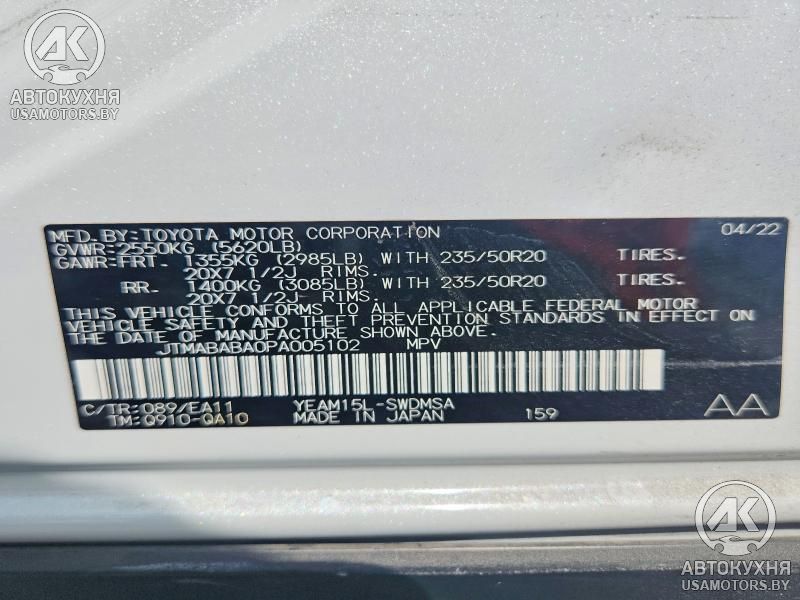 AK
АВТОКУХНЯ
USAMOTORS.BY
MFD. BY:TOYOTA MOTOR CORPORATION 04/22
GVWR:2550KG (5620LB)
GAWR:FRT. 1355KG (2985LB) WITH 235/50R20 TIRES.
20X7 1/2J RIMS.
RR. 1400KG (3085LB) WITH 235/50R20 TIRES.
20X7 1/2J RIMS.
THIS VEHICLE CONFORMS TO ALL APPLICABLE FEDERAL MOTOR
VEHICLE SAFETY AND THEFT PREVENTION STANDARDS IN EFFECT ON
THE DATE OF MANUFACTURE SHOWN ABOVE.
JTMABABA0PA005102 MPV
C/TR:089/EA11 YEAM15L-SWDMSA
TM:Q910-QA10 MADE IN JAPAN 159 AA
AK
АВТОКУХНЯ
USAMOTORS.BY